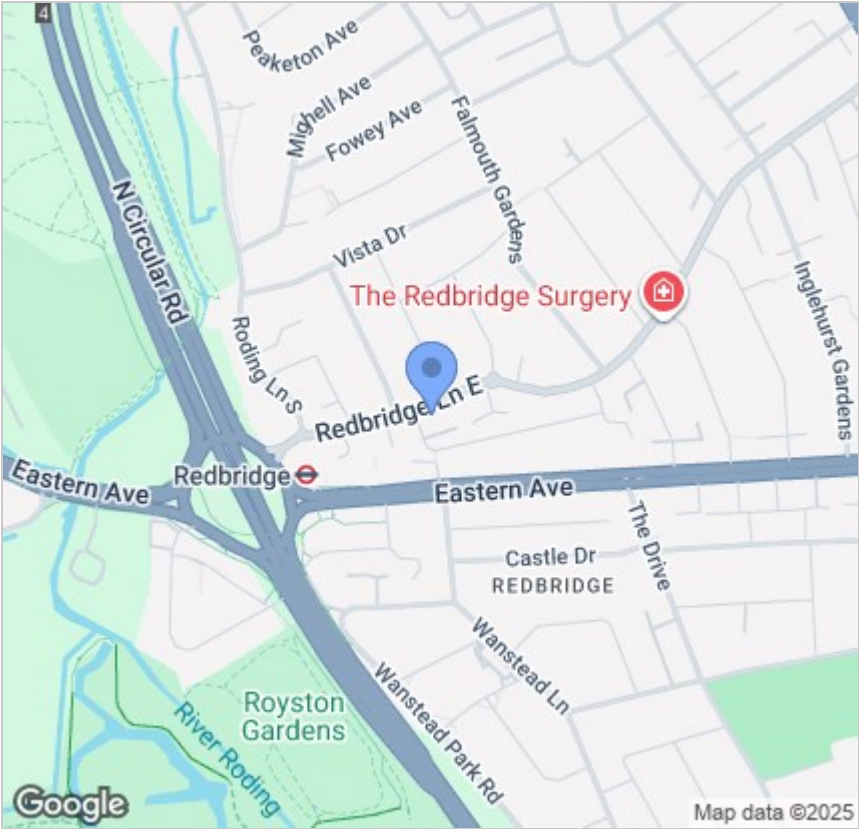 4
Peaketon Ave
Mighell Ave
Fowey Ave
Falmouth Gardens
N Circular Rd
Vista Dr
The Redbridge Surgery
Inglehurst Gardens
Roding Ln S
Redbridge Ln E
Redbridge
Eastern Ave
Eastern Ave
The Drive
Castle Dr
REDBRIDGE
Wanstead Ln
Wanstead Park Rd
Royston
Gardens
River Roding
Google
Map data ©2025